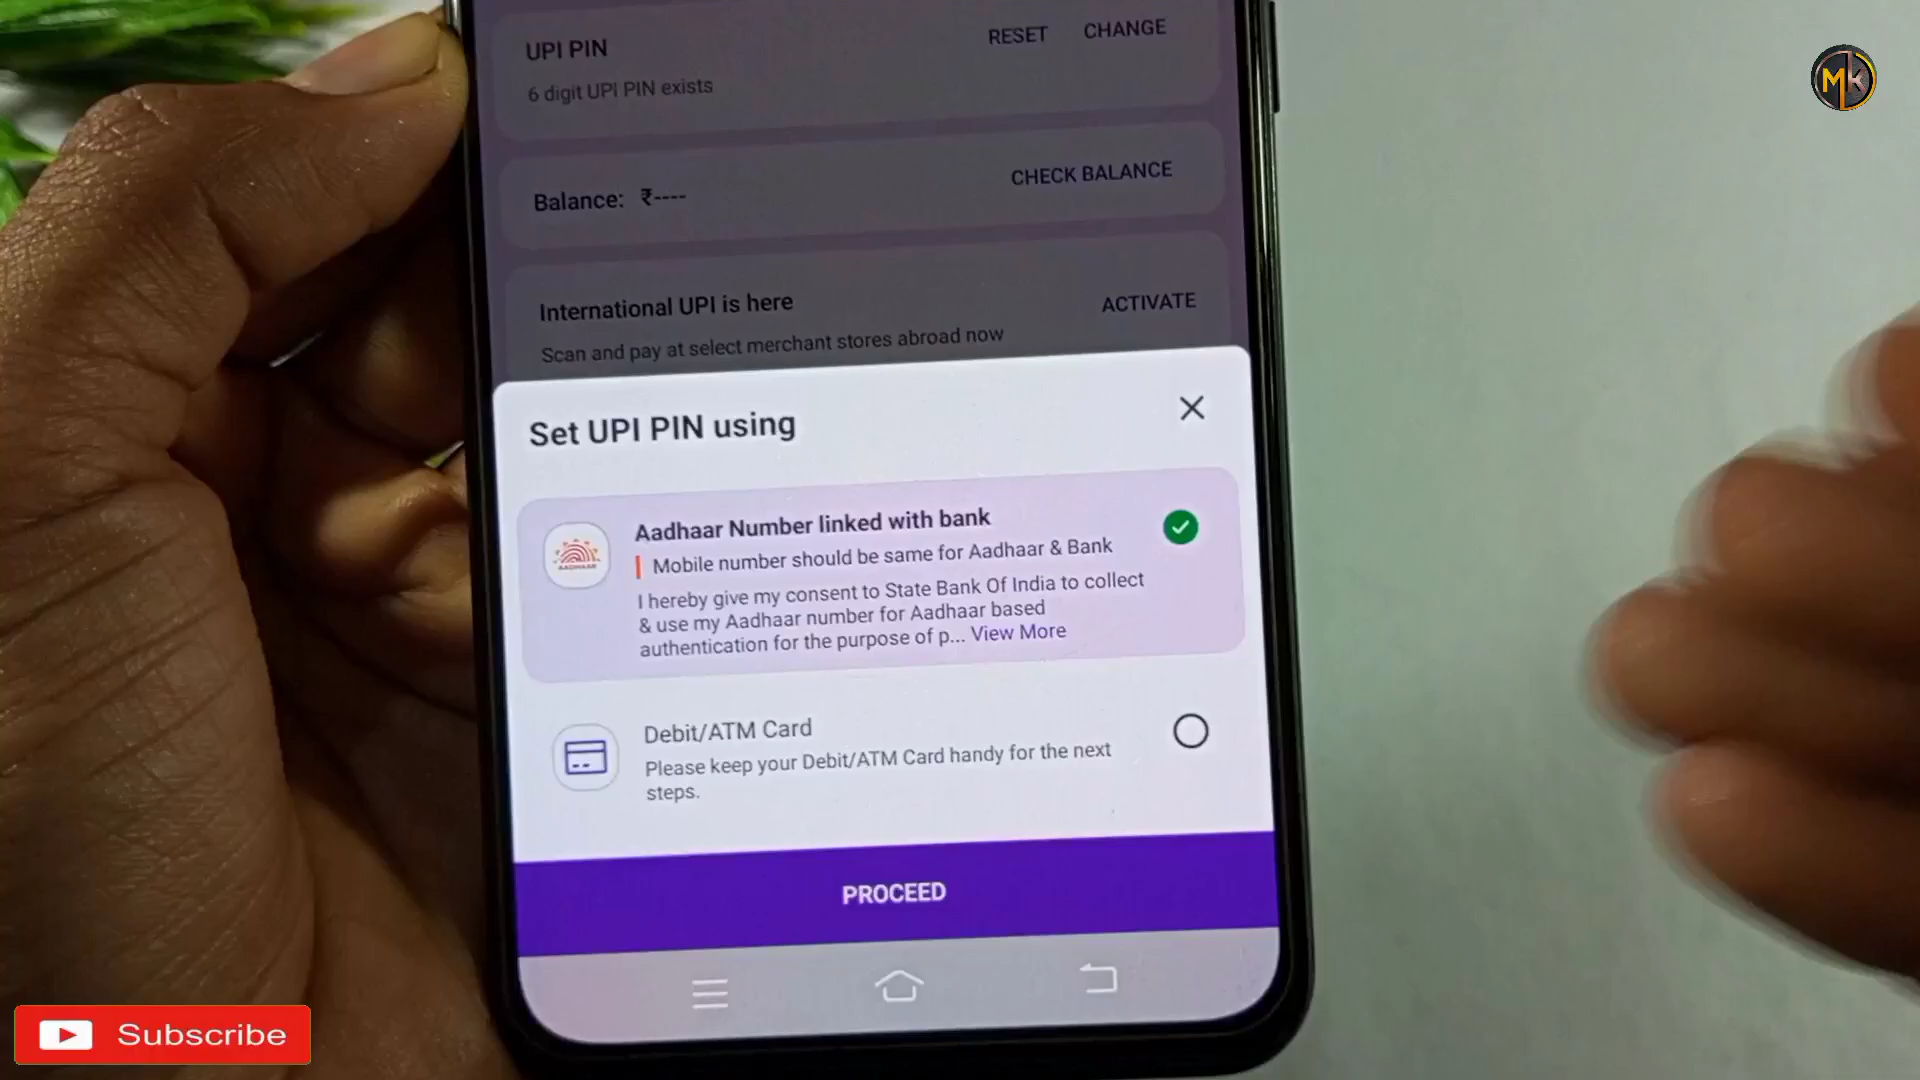 UPI PIN
RESET
CHANGE
6 digit UPI PIN exists
Balance: ₹----
CHECK BALANCE
International UPI is here
ACTIVATE
Scan and pay at select merchant stores abroad now
Set UPI PIN using
Aadhaar Number linked with bank
Mobile number should be same for Aadhaar & Bank
I hereby give my consent to State Bank Of India to collect
& use my Aadhaar number for Aadhaar based
authentication for the purpose of p... View More
AADHAAR
Debit/ATM Card
Please keep your Debit/ATM Card handy for the next
steps.
PROCEED
Subscribe
MK